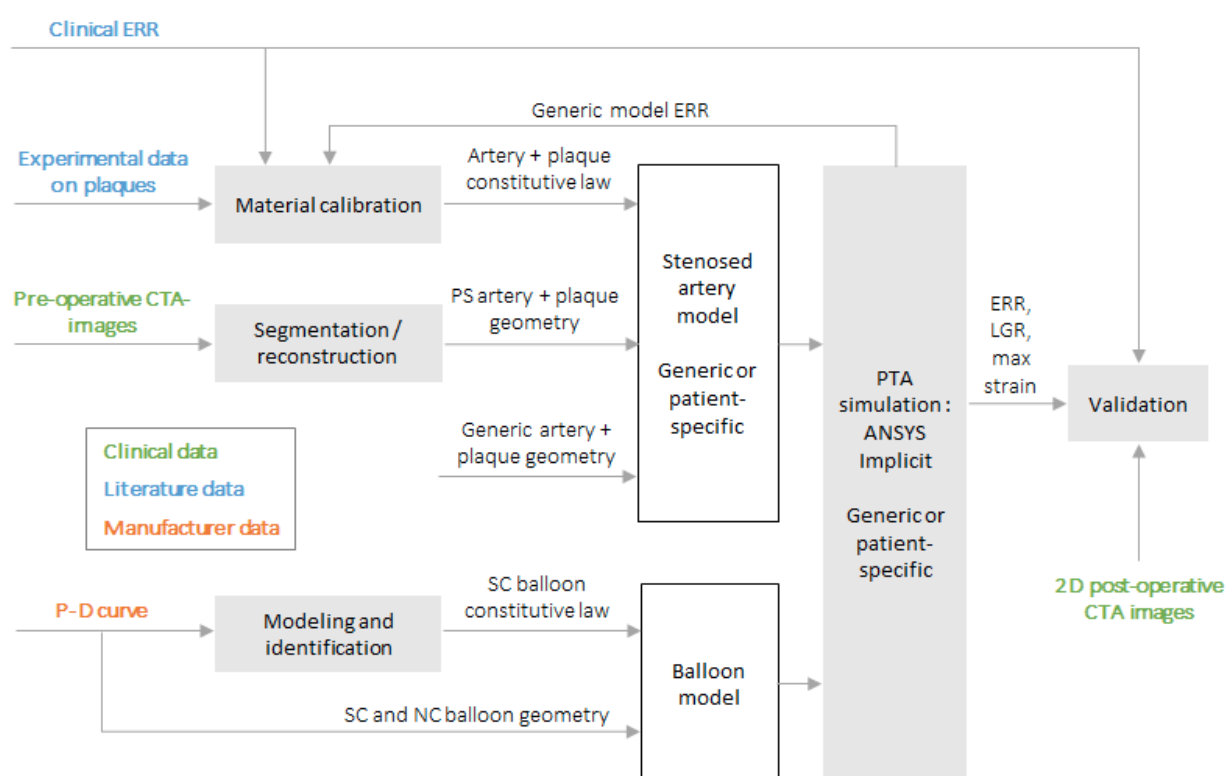 Clinical ERR
Generic model ERR
Experimental data
on plaques
Material calibration
Artery + plaque
constitutive law
Pre-operative CTA-
images
Segmentation /
reconstruction
PS artery + plaque
geometry
Generic artery +
plaque geometry
Stenosed
artery
model
Generic or
patient-
specific
PTA
simulation :
ANSYS
Implicit
Generic or
patient-
specific
ERR,
LGR,
max
strain
Validation
2D post-operative
CTA images
Clinical data
Literature data
Manufacturer data
P-D curve
Modeling and
identification
SC balloon
constitutive law
SC and NC balloon geometry
Balloon
model